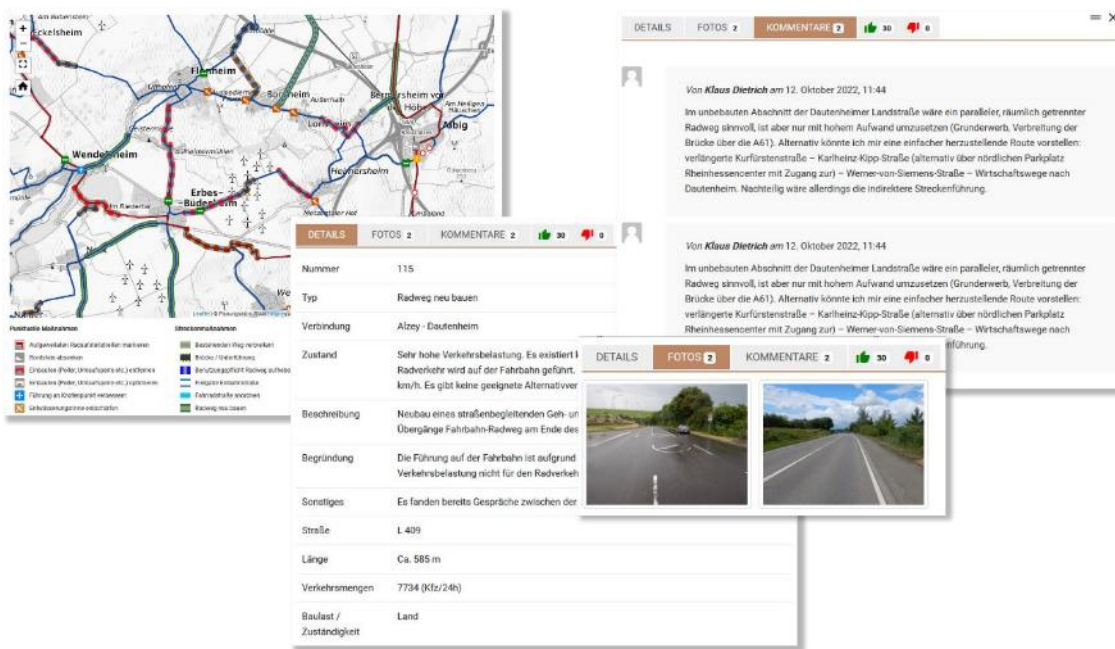 Eckelsheim
Flonheim
Bornheim
Lonsheim
Bermersheim vor
der Höhe
Albig
Wendelsheim
Erbes-
Büdesheim
Heimersheim
Punktuelle Maßnahmen
Streckenmaßnahmen
Bordstein absenken
Brücke / Unterführung
Führung an Knotenpunkt verbessern
Radweg neu bauen
DETAILS
FOTOS 2
KOMMENTARE 2
30
0
Von Klaus Dietrich am 12. Oktober 2022, 11:44
Im unbebauten Abschnitt der Dautenheimer Landstraße wäre ein paralleler, räumlich getrennter
Radweg sinnvoll, ist aber nur mit hohem Aufwand umzusetzen (Grunderwerb, Verbreitung der
Brücke über die A61). Alternativ könnte ich mir eine einfacher herzustellende Route vorstellen:
verlängerte Kurfürstenstraße – Karlheinz-Kipp-Straße (alternativ über nördlichen Parkplatz
Rheinhessencenter mit Zugang zur) – Werner-von-Siemens-Straße – Wirtschaftswege nach
Dautenheim. Nachteilig wäre allerdings die indirektere Streckenführung.
Von Klaus Dietrich am 12. Oktober 2022, 11:44
Im unbebauten Abschnitt der Dautenheimer Landstraße wäre ein paralleler, räumlich getrennter
Radweg sinnvoll, ist aber nur mit hohem Aufwand umzusetzen (Grunderwerb, Verbreitung der
Brücke über die A61). Alternativ könnte ich mir eine einfacher herzustellende Route vorstellen:
verlängerte Kurfürstenstraße – Karlheinz-Kipp-Straße (alternativ über nördlichen Parkplatz
Rheinhessencenter mit Zugang zur) – Werner-von-Siemens-Straße – Wirtschaftswege nach
DETAILS
FOTOS 2
KOMMENTARE 2
30
0
Nummer 115
Typ Radweg neu bauen
Verbindung Alzey - Dautenheim
Zustand Sehr hohe Verkehrsbelastung. Es existiert
Radverkehr wird auf der Fahrbahn geführt.
km/h. Es gibt keine geeignete
Beschreibung Neubau eines straßenbegleitenden Geh-
Übergänge Fahrbahn-Radweg am Ende des
Begründung Die Führung auf der Fahrbahn ist aufgrund
Verkehrsbelastung nicht für den
Sonstiges Es fanden bereits Gespräche zwischen der
Straße L 409
Länge Ca. 585 m
Verkehrsmengen 7734 (Kfz/24h)
Baulast / Land
Zuständigkeit
DETAILS
FOTOS 2
KOMMENTARE 2
30
0